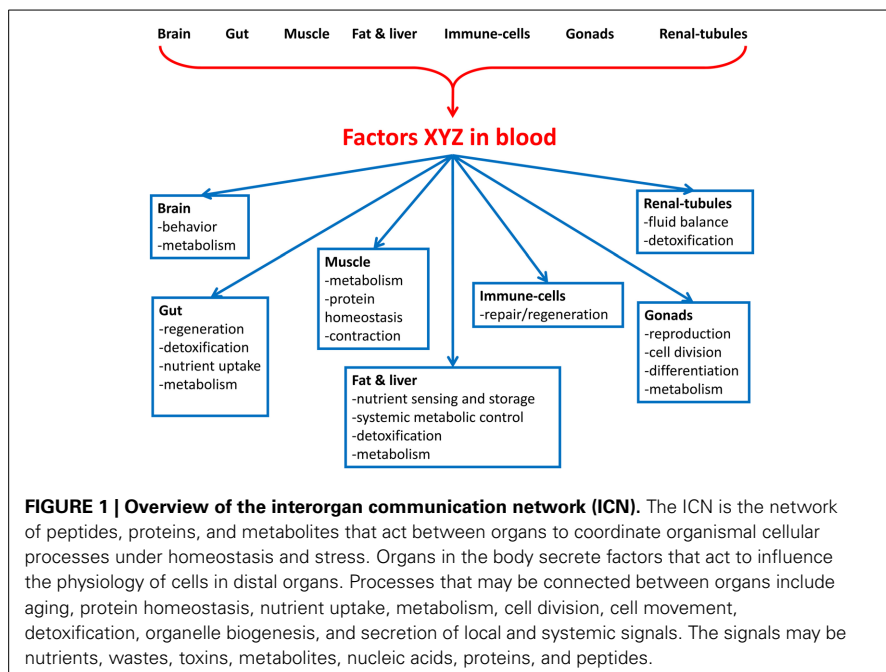 Brain Gut Muscle Fat & liver Immune-cells Gonads Renal-tubules
Factors XYZ in blood
Brain
-behavior
-metabolism
Renal-tubules
-fluid balance
-detoxification
Muscle
-metabolism
-protein
homeostasis
-contraction
Immune-cells
-repair/regeneration
Gut
-regeneration
-detoxification
-nutrient uptake
-metabolism
Gonads
-reproduction
-cell division
-differentiation
-metabolism
Fat & liver
-nutrient sensing and storage
-systemic metabolic control
-detoxification
-metabolism
FIGURE 1 | Overview of the interorgan communication network (ICN). The ICN is the network
of peptides, proteins, and metabolites that act between organs to coordinate organismal cellular
processes under homeostasis and stress. Organs in the body secrete factors that act to influence
the physiology of cells in distal organs. Processes that may be connected between organs include
aging, protein homeostasis, nutrient uptake, metabolism, cell division, cell movement,
detoxification, organelle biogenesis, and secretion of local and systemic signals. The signals may be
nutrients, wastes, toxins, metabolites, nucleic acids, proteins, and peptides.